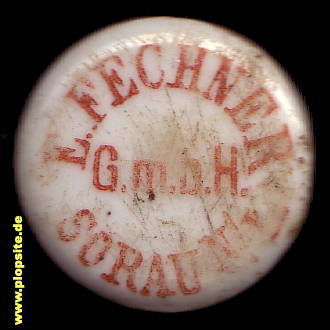 E. FECHNER
G.m.b.H.
SORAU N/L
www.plopsite.de